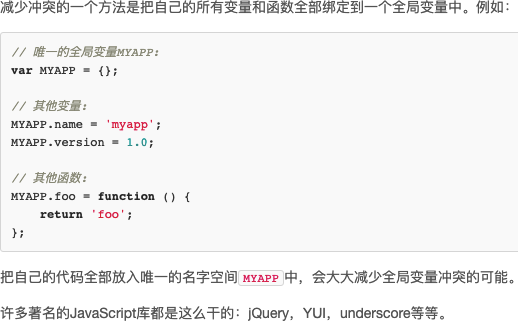 减少冲突的一个方法是把自己的所有变量和函数全部绑定到一个全局变量中。例如：
// 唯一的全局变量MYAPP:
var MYAPP = {};
// 其他变量:
MYAPP.name = 'myapp';
MYAPP.version = 1.0;
// 其他函数:
MYAPP.foo = function () {
    return 'foo';
};
把自己的代码全部放入唯一的名字空间MYAPP中，会大大减少全局变量冲突的可能。
许多著名的JavaScript库都是这么干的：jQuery，YUI，underscore等等。